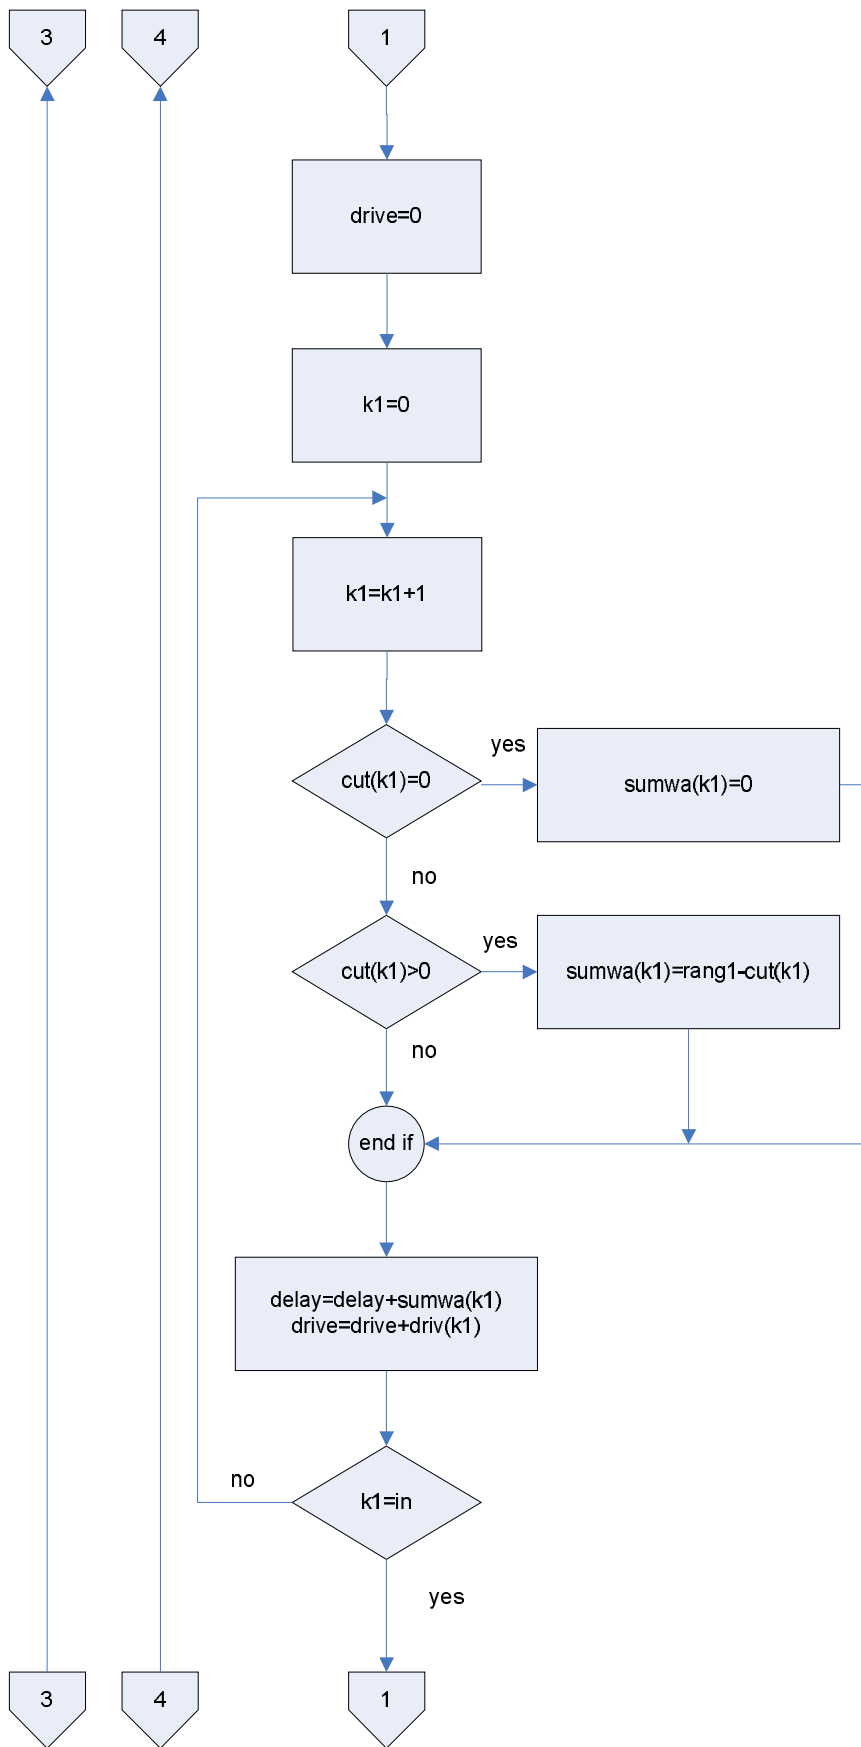 3
4
1
drive=0
k1=0
k1=k1+1
cut(k1)=0
yes
sumwa(k1)=0
no
cut(k1)>0
yes
sumwa(k1)=rang1-cut(k1)
no
end if
delay=delay+sumwa(k1)
drive=drive+driv(k1)
no
k1=in
yes
3
4
1